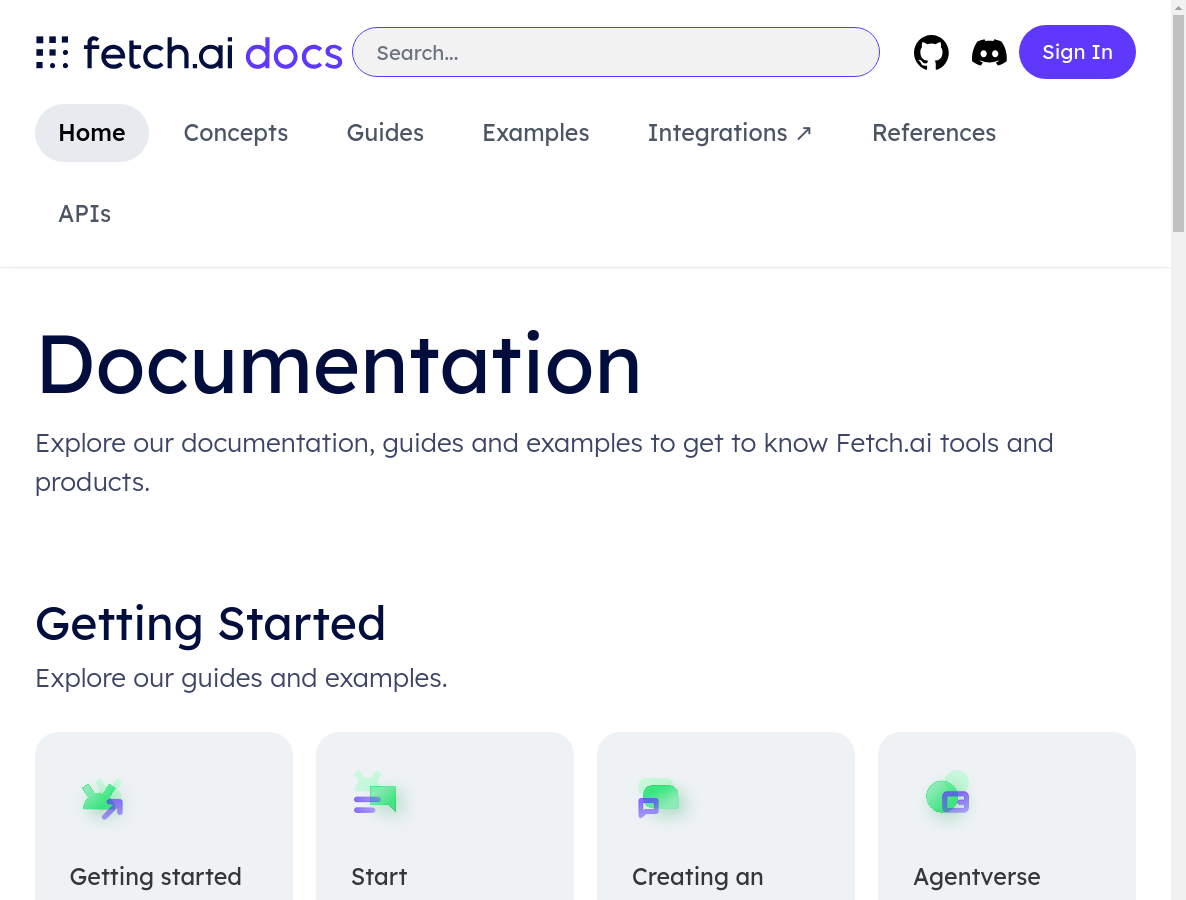 fetch.ai docs
Search...
Sign In
Home
Concepts
Guides
Examples
Integrations ↗
References
APIs
Documentation
Explore our documentation, guides and examples to get to know Fetch.ai tools and
products.
Getting Started
Explore our guides and examples.
Getting started
Start
Creating an
Agentverse